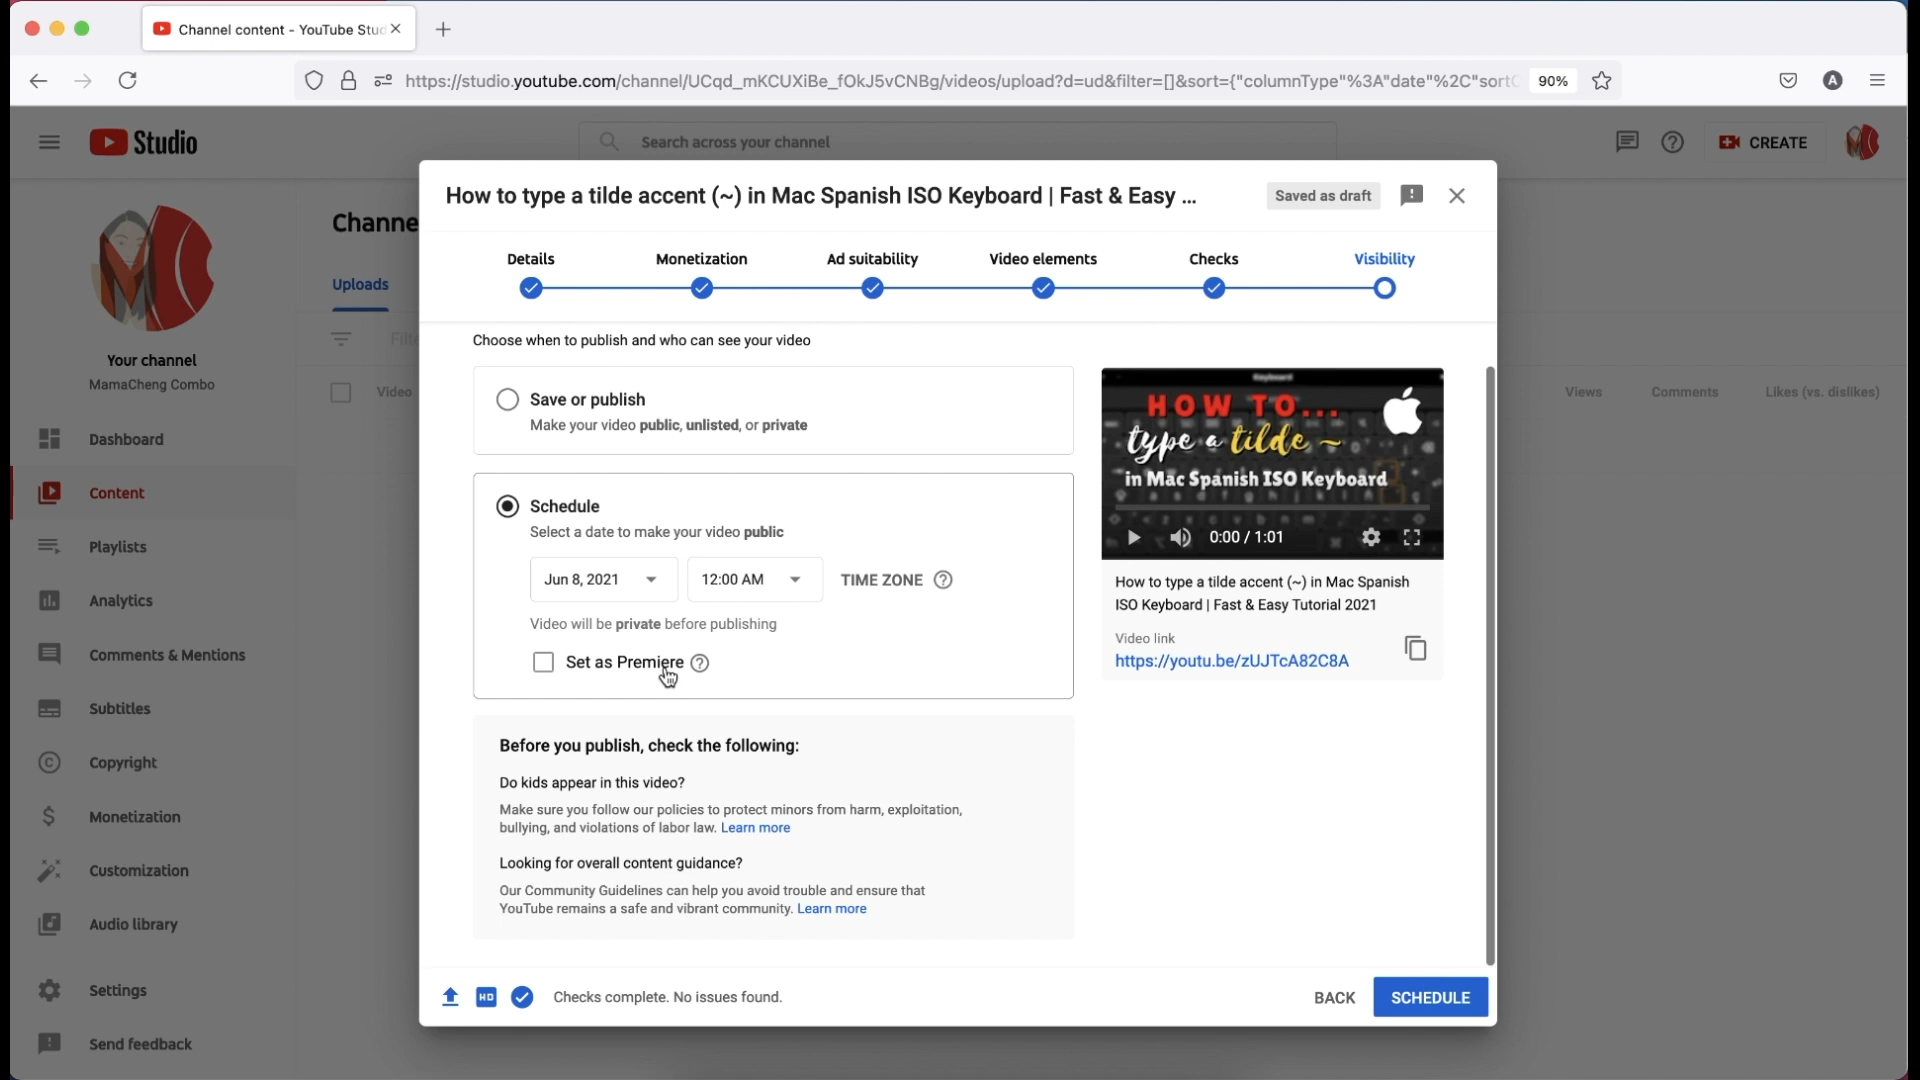 Channel content - YouTube Stud
https://studio.youtube.com/channel/UCqd_mKCUXiBe_fOkJ5vCNBg/videos/upload?d=ud&filter=[]&sort={"columnType"%3A"date"%2C"sortO
90%
A
Studio
Search across your channel
CREATE
How to type a tilde accent (~) in Mac Spanish ISO Keyboard | Fast & Easy ...
Saved as draft
Channe
Uploads
Filte
Video
Views
Comments
Likes (vs. dislikes)
Your channel
MamaCheng Combo
Dashboard
Content
Playlists
Analytics
Comments & Mentions
Subtitles
Copyright
Monetization
Customization
Audio library
Settings
Send feedback
Details
Monetization
Ad suitability
Video elements
Checks
Visibility
Choose when to publish and who can see your video
Save or publish
Make your video public, unlisted, or private
Schedule
Select a date to make your video public
Jun 8, 2021
12:00 AM
TIME ZONE
Video will be private before publishing
Set as Premiere
Before you publish, check the following:
Do kids appear in this video?
Make sure you follow our policies to protect minors from harm, exploitation,
bullying, and violations of labor law. Learn more
Looking for overall content guidance?
Our Community Guidelines can help you avoid trouble and ensure that
YouTube remains a safe and vibrant community. Learn more
Keyboard
HOW TO...
type a tilde ~
in Mac Spanish ISO Keyboard
0:00 / 1:01
How to type a tilde accent (~) in Mac Spanish
ISO Keyboard | Fast & Easy Tutorial 2021
Video link
https://youtu.be/zUJTcA82C8A
HD
Checks complete. No issues found.
BACK
SCHEDULE